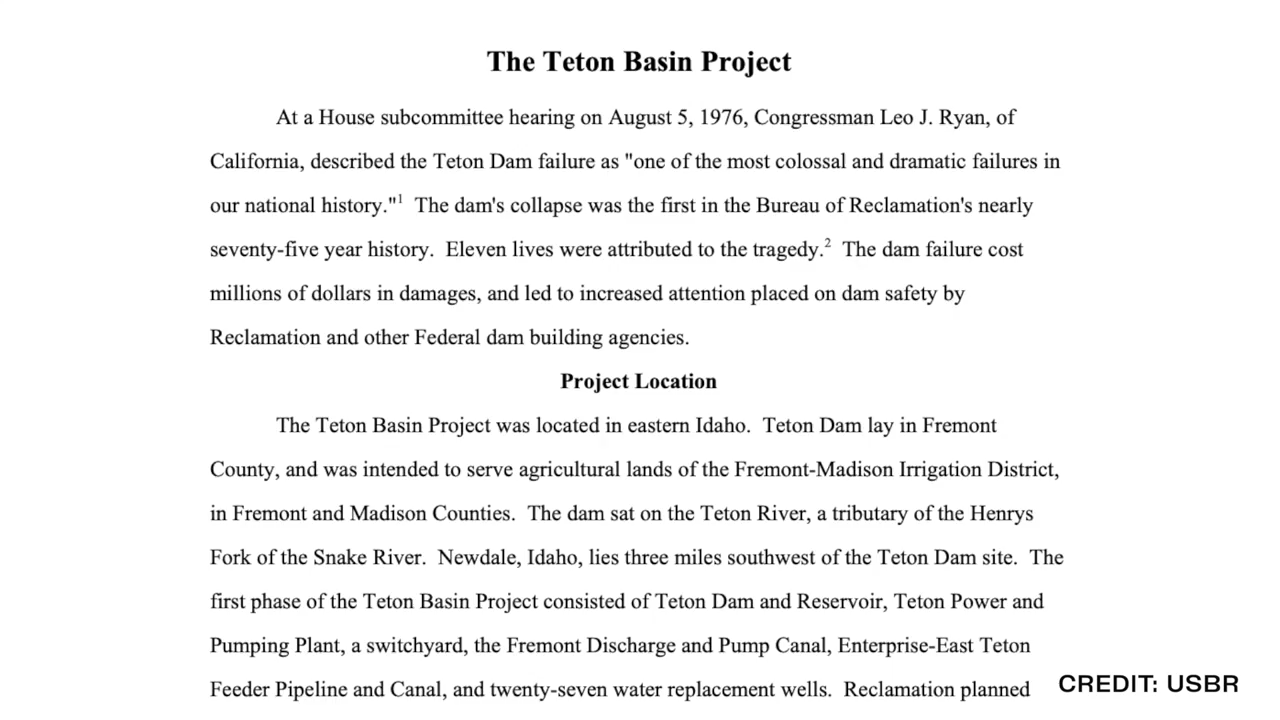 The Teton Basin Project
At a House subcommittee hearing on August 5, 1976, Congressman Leo J. Ryan, of
California, described the Teton Dam failure as "one of the most colossal and dramatic failures in
our national history."1 The dam's collapse was the first in the Bureau of Reclamation's nearly
seventy-five year history. Eleven lives were attributed to the tragedy.2 The dam failure cost
millions of dollars in damages, and led to increased attention placed on dam safety by
Reclamation and other Federal dam building agencies.
Project Location
The Teton Basin Project was located in eastern Idaho. Teton Dam lay in Fremont
County, and was intended to serve agricultural lands of the Fremont-Madison Irrigation District,
in Fremont and Madison Counties. The dam sat on the Teton River, a tributary of the Henrys
Fork of the Snake River. Newdale, Idaho, lies three miles southwest of the Teton Dam site. The
first phase of the Teton Basin Project consisted of Teton Dam and Reservoir, Teton Power and
Pumping Plant, a switchyard, the Fremont Discharge and Pump Canal, Enterprise-East Teton
Feeder Pipeline and Canal, and twenty-seven water replacement wells. Reclamation planned
CREDIT: USBR